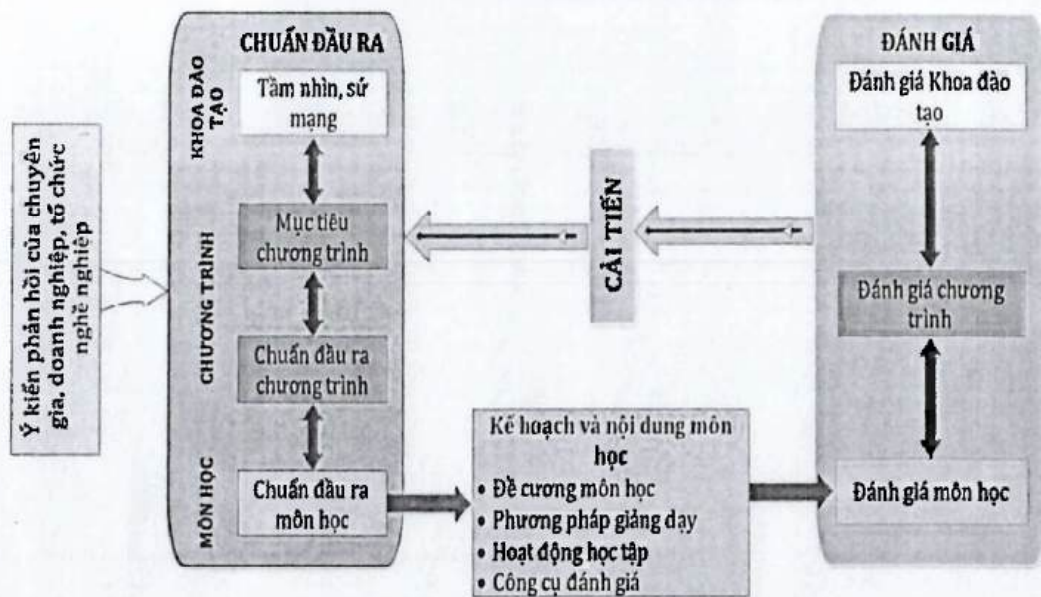 Ý kiến phản hồi của chuyên
gia, doanh nghiệp, tổ chức
nghề nghiệp
KHOA ĐÀO
TẠO
CHƯƠNG TRÌNH
MÔN HỌC
CHUẨN ĐẦU RA
Tầm nhìn, sứ
mạng
Mục tiêu
chương trình
Chuẩn đầu ra
chương trình
Chuẩn đầu ra
môn học
CẢI TIẾN
Kế hoạch và nội dung môn
học
• Đề cương môn học
• Phương pháp giảng dạy
• Hoạt động học tập
• Công cụ đánh giá
ĐÁNH GIÁ
Đánh giá Khoa đào
tạo
Đánh giá chương
trình
Đánh giá môn học